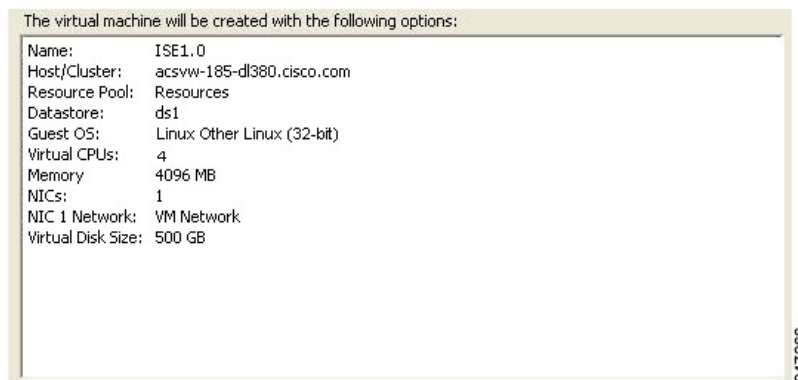 The virtual machine will be created with the following options:
Name: ISE1.0
Host/Cluster: acsvw-185-dl380.cisco.com
Resource Pool: Resources
Datastore: ds1
Guest OS: Linux Other Linux (32-bit)
Virtual CPUs: 4
Memory 4096 MB
NICs: 1
NIC 1 Network: VM Network
Virtual Disk Size: 500 GB